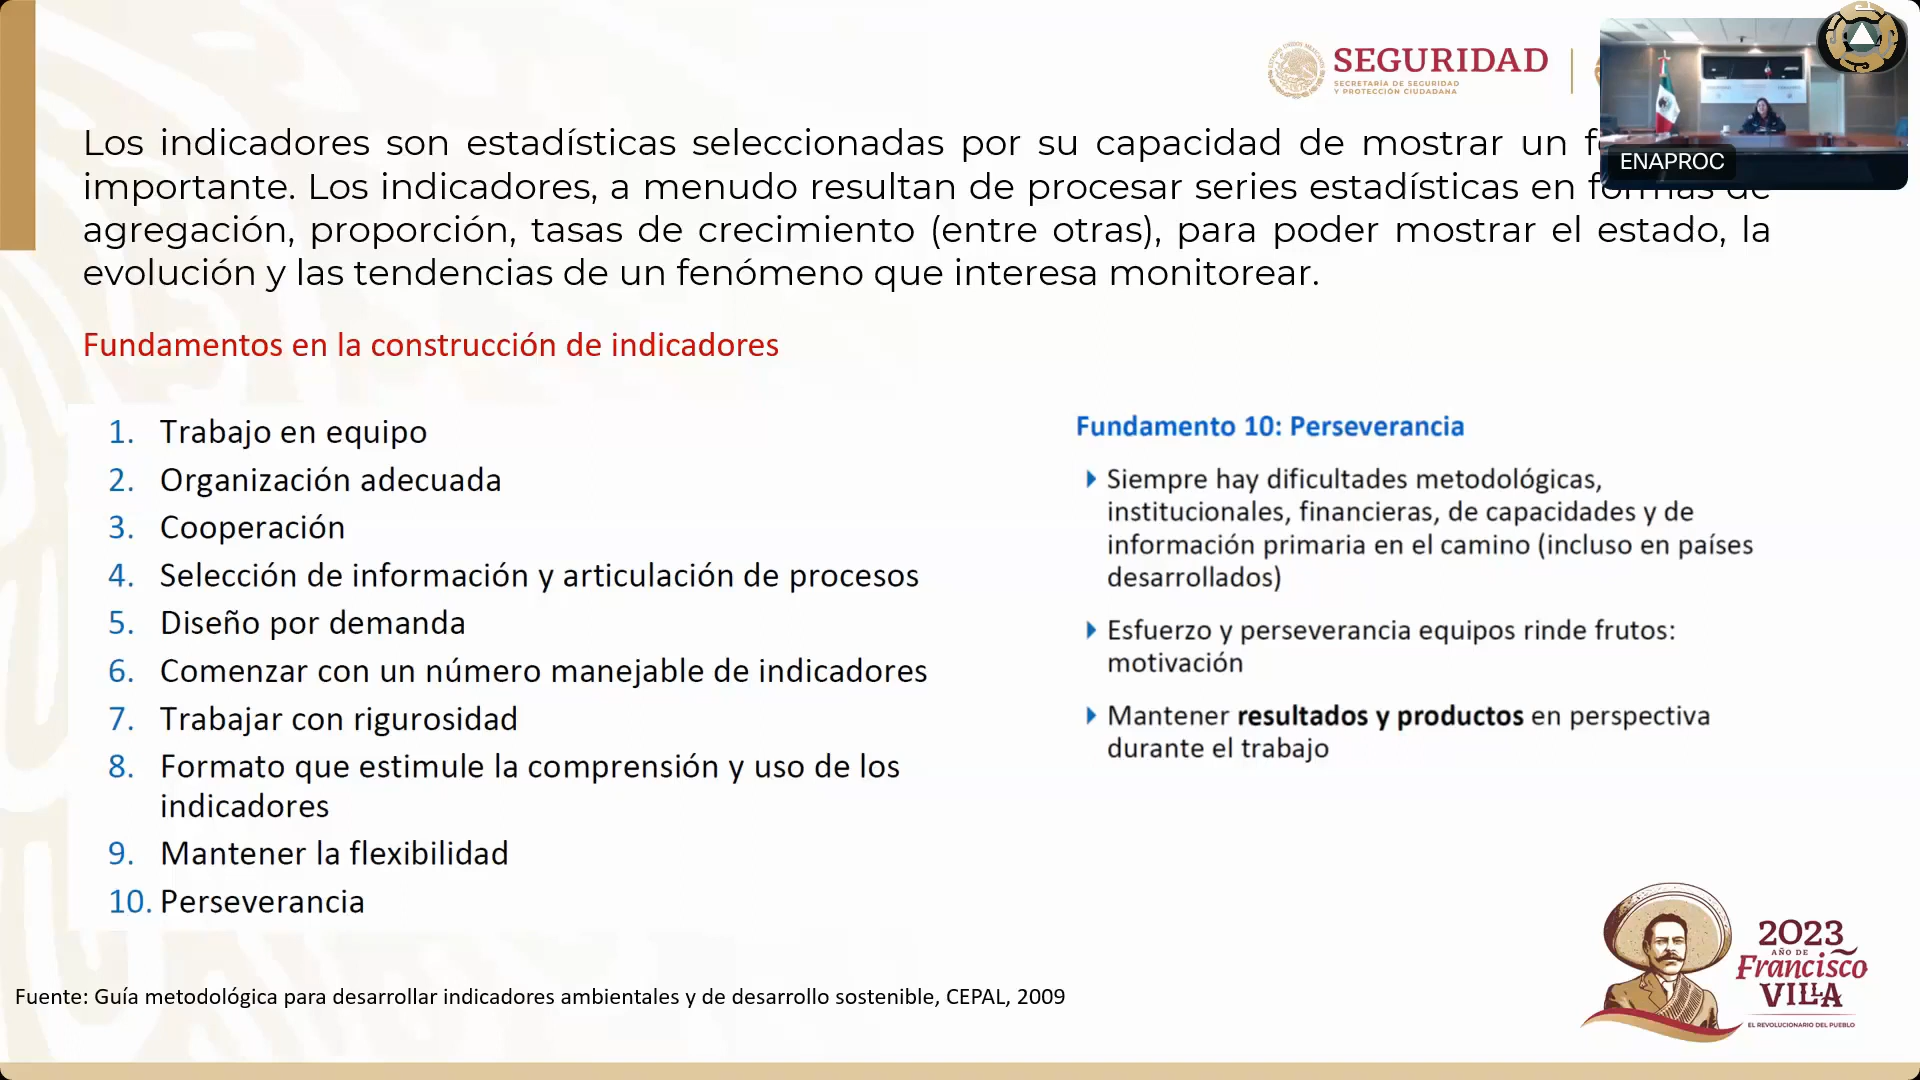 SEGURIDAD
SECRETARÍA DE SEGURIDAD
Y PROTECCIÓN CIUDADANA
ENAPROC
Los indicadores son estadísticas seleccionadas por su capacidad de mostrar un
importante. Los indicadores, a menudo resultan de procesar series estadísticas en formas de
agregación, proporción, tasas de crecimiento (entre otras), para poder mostrar el estado, la
evolución y las tendencias de un fenómeno que interesa monitorear.
Fundamentos en la construcción de indicadores
1. Trabajo en equipo
2. Organización adecuada
3. Cooperación
4. Selección de información y articulación de procesos
5. Diseño por demanda
6. Comenzar con un número manejable de indicadores
7. Trabajar con rigurosidad
8. Formato que estimule la comprensión y uso de los
indicadores
9. Mantener la flexibilidad
10. Perseverancia
Fundamento 10: Perseverancia
Siempre hay dificultades metodológicas,
institucionales, financieras, de capacidades y de
información primaria en el camino (incluso en países
desarrollados)
Esfuerzo y perseverancia equipos rinde frutos:
motivación
Mantener resultados y productos en perspectiva
durante el trabajo
2023
AÑO DE
Francisco
VILLA
EL REVOLUCIONARIO DEL PUEBLO
Fuente: Guía metodológica para desarrollar indicadores ambientales y de desarrollo sostenible, CEPAL, 2009